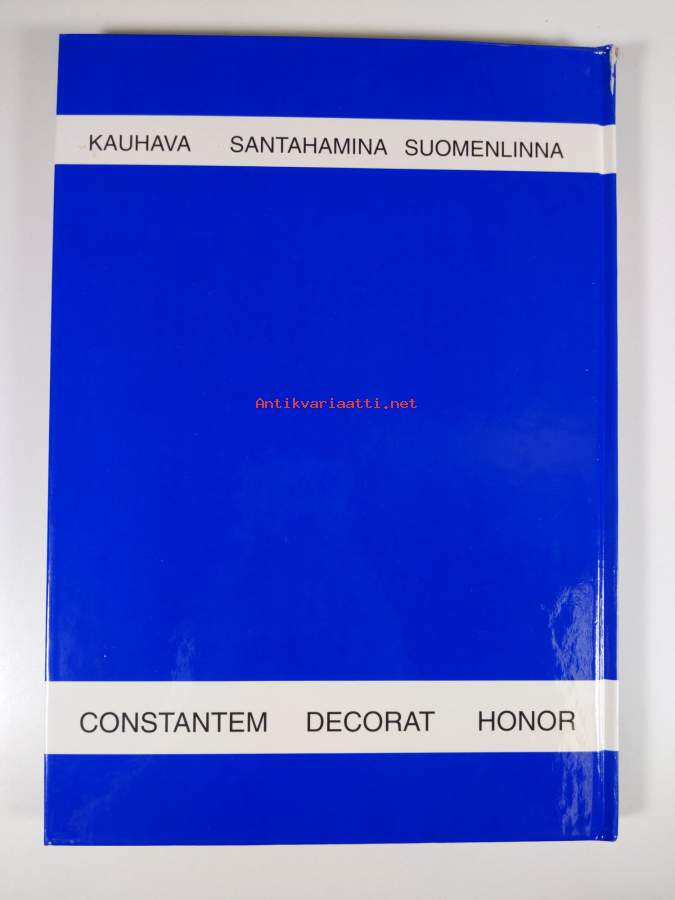 KAUHAVA SANTAHAMINA SUOMENLINNA
Antikvariaatti.net
CONSTANTEM DECORAT HONOR